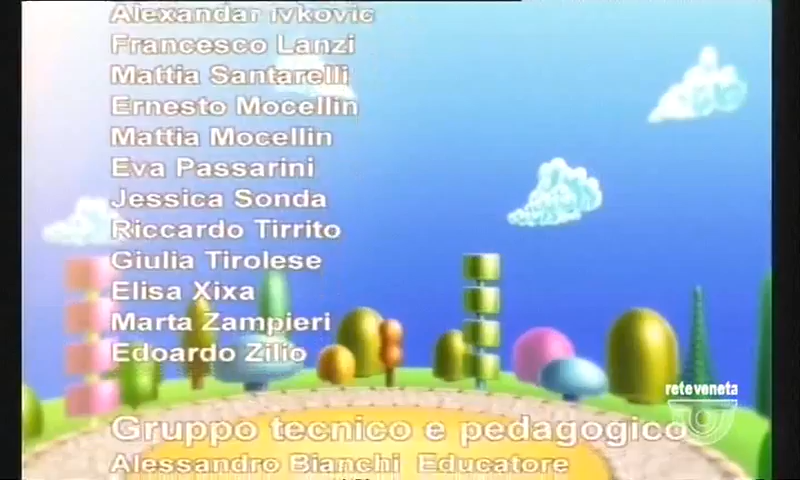 Alexandar Ivkovic
Francesco Lanzi
Mattia Santarelli
Ernesto Mocellin
Mattia Mocellin
Eva Passarini
Jessica Sonda
Riccardo Tirrito
Giulia Tirolese
Elisa Xixa
Marta Zampieri
Edoardo Zilio
reteveneta
Gruppo tecnico e pedagogico
Alessandro Bianchi Educatore